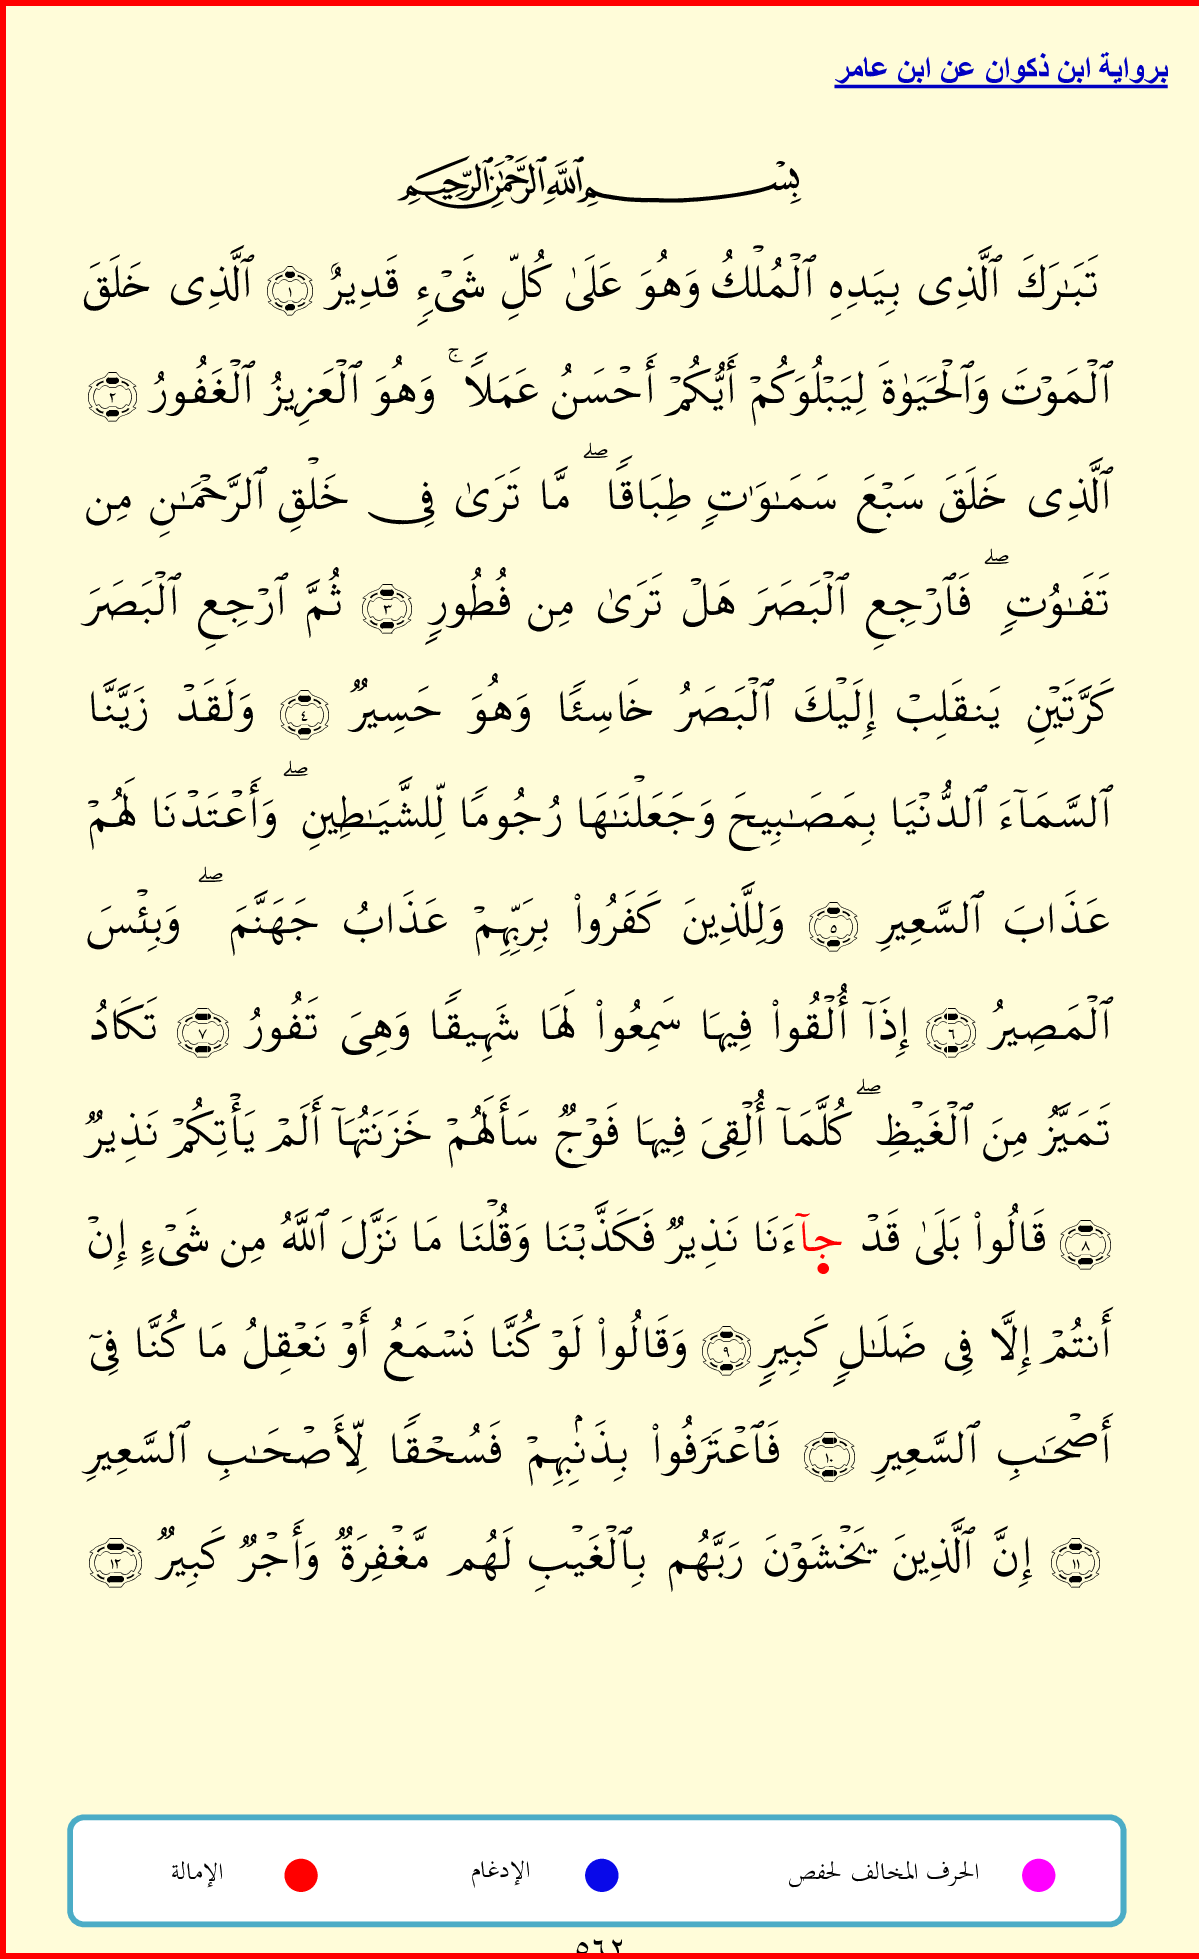 برواية ابن ذكوان عن ابن عامر
بِسْمِ ٱللَّهِ ٱلرَّحْمَٰنِ ٱلرَّحِيمِ
تَبَٰرَكَ ٱلَّذِى بِيَدِهِ ٱلْمُلْكُ وَهُوَ عَلَىٰ كُلِّ شَىْءٍ قَدِيرٌ ١ ٱلَّذِى خَلَقَ
ٱلْمَوْتَ وَٱلْحَيَوٰةَ لِيَبْلُوَكُمْ أَيُّكُمْ أَحْسَنُ عَمَلًا ۚ وَهُوَ ٱلْعَزِيزُ ٱلْغَفُورُ ٢
ٱلَّذِى خَلَقَ سَبْعَ سَمَٰوَٰتٍ طِبَاقًا ۖ مَّا تَرَىٰ فِى خَلْقِ ٱلرَّحْمَٰنِ مِن
تَفَٰوُتٍ ۖ فَٱرْجِعِ ٱلْبَصَرَ هَلْ تَرَىٰ مِن فُطُورٍ ٣ ثُمَّ ٱرْجِعِ ٱلْبَصَرَ
كَرَّتَيْنِ يَنقَلِبْ إِلَيْكَ ٱلْبَصَرُ خَاسِئًا وَهُوَ حَسِيرٌ ٤ وَلَقَدْ زَيَّنَّا
ٱلسَّمَآءَ ٱلدُّنْيَا بِمَصَٰبِيحَ وَجَعَلْنَٰهَا رُجُومًا لِّلشَّيَٰطِينِ ۖ وَأَعْتَدْنَا لَهُمْ
عَذَابَ ٱلسَّعِيرِ ٥ وَلِلَّذِينَ كَفَرُوا۟ بِرَبِّهِمْ عَذَابُ جَهَنَّمَ ۖ وَبِئْسَ
ٱلْمَصِيرُ ٦ إِذَآ أُلْقُوا۟ فِيهَا سَمِعُوا۟ لَهَا شَهِيقًا وَهِىَ تَفُورُ ٧ تَكَادُ
تَمَيَّزُ مِنَ ٱلْغَيْظِ ۖ كُلَّمَآ أُلْقِىَ فِيهَا فَوْجٌ سَأَلَهُمْ خَزَنَتُهَآ أَلَمْ يَأْتِكُمْ نَذِيرٌ
٨ قَالُوا۟ بَلَىٰ قَدْ جَآءَنَا نَذِيرٌ فَكَذَّبْنَا وَقُلْنَا مَا نَزَّلَ ٱللَّهُ مِن شَىْءٍ إِنْ
أَنتُمْ إِلَّا فِى ضَلَٰلٍ كَبِيرٍ ٩ وَقَالُوا۟ لَوْ كُنَّا نَسْمَعُ أَوْ نَعْقِلُ مَا كُنَّا فِىٓ
أَصْحَٰبِ ٱلسَّعِيرِ ١٠ فَٱعْتَرَفُوا۟ بِذَنۢبِهِمْ فَسُحْقًا لِّأَصْحَٰبِ ٱلسَّعِيرِ
١١ إِنَّ ٱلَّذِينَ يَخْشَوْنَ رَبَّهُم بِٱلْغَيْبِ لَهُم مَّغْفِرَةٌ وَأَجْرٌ كَبِيرٌ ١٢
الحرف المخالف لحفص الإدغام الإمالة
٥٦٢